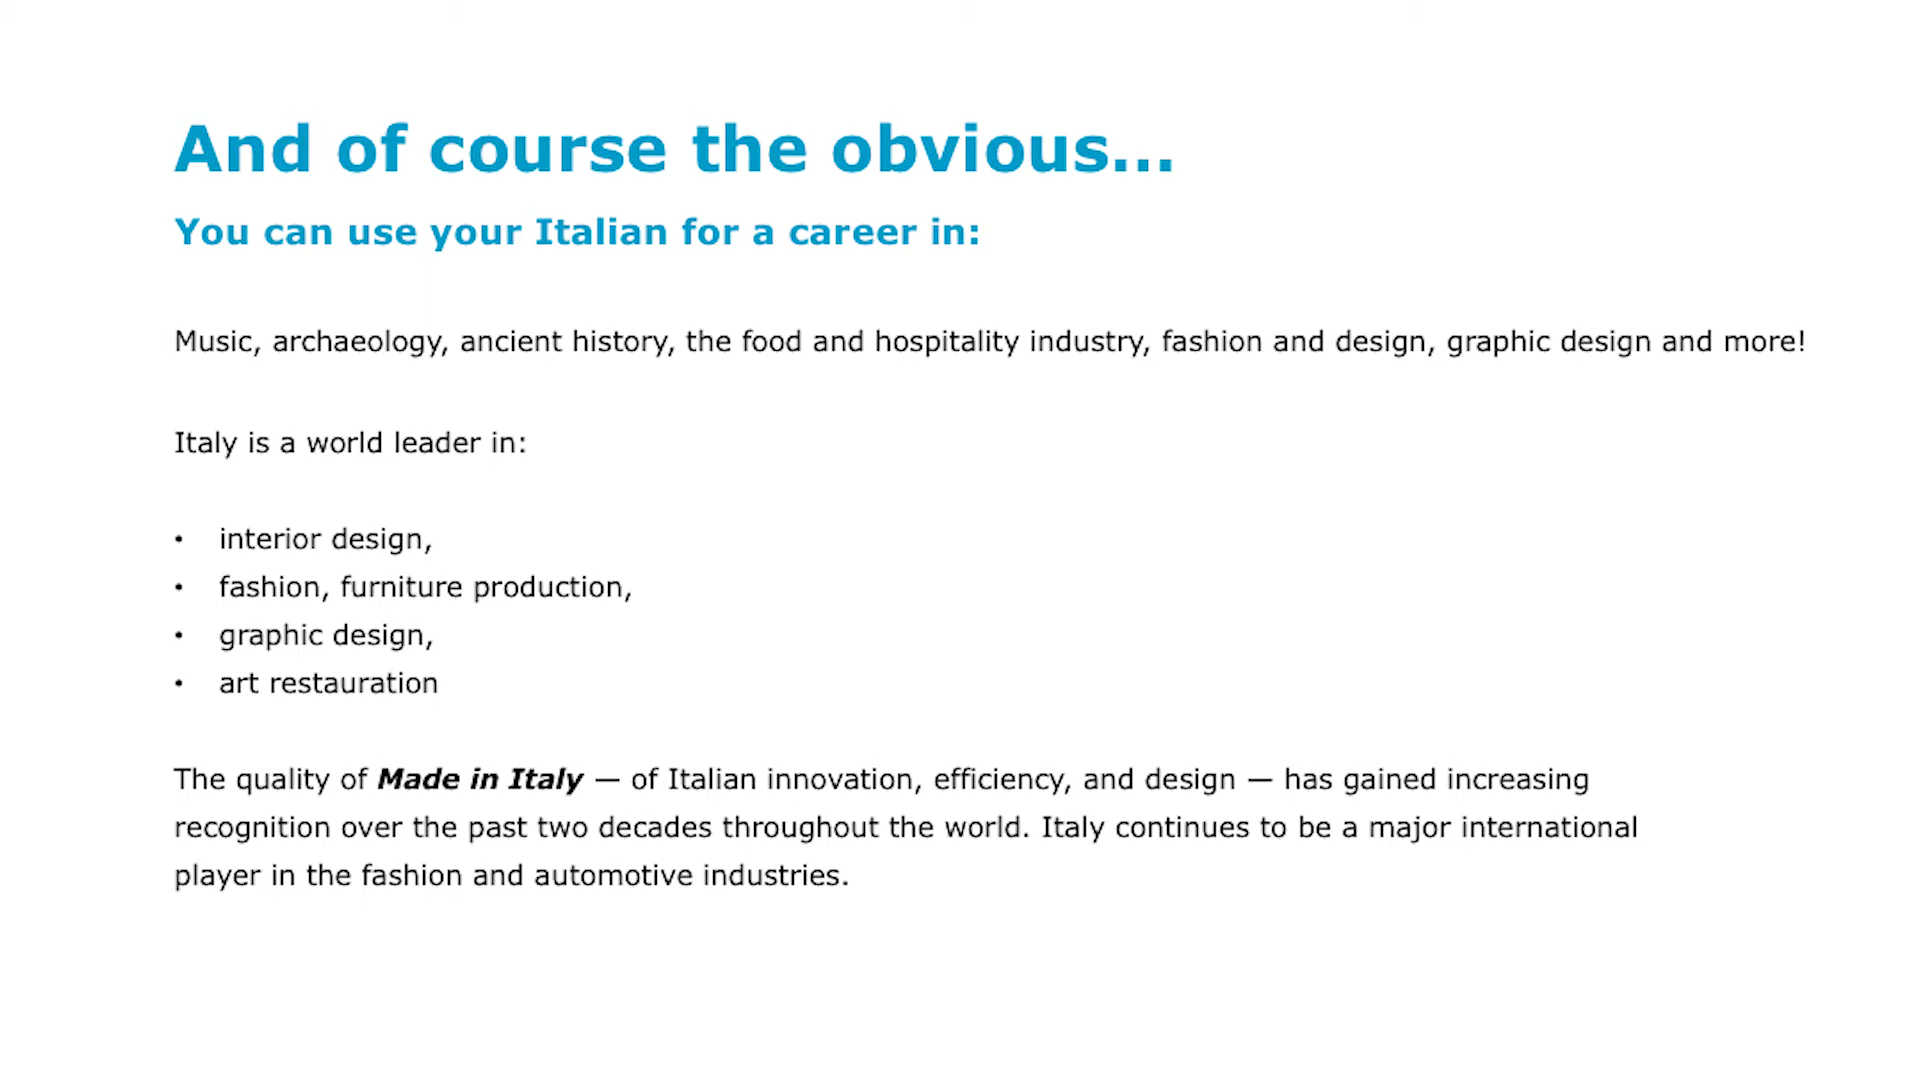 And of course the obvious...
You can use your Italian for a career in:
Music, archaeology, ancient history, the food and hospitality industry, fashion and design, graphic design and more!
Italy is a world leader in:
• interior design,
• fashion, furniture production,
• graphic design,
• art restauration
The quality of Made in Italy — of Italian innovation, efficiency, and design — has gained increasing
recognition over the past two decades throughout the world. Italy continues to be a major international
player in the fashion and automotive industries.